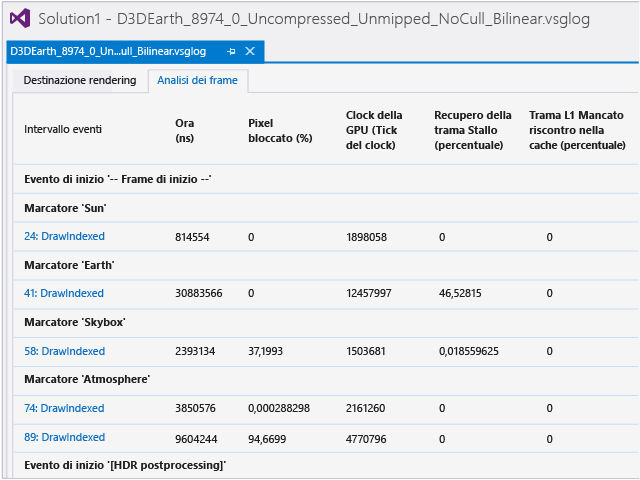 Solution1 - D3DEarth_8974_0_Uncompressed_Unmipped_NoCull_Bilinear.vsglog
D3DEarth_8974_0_Un...ull_Bilinear.vsglog
Destinazione rendering Analisi dei frame
Intervallo eventi Ora (ns) Pixel bloccato (%) Clock della GPU (Tick del clock) Recupero della trama Stallo (percentuale) Trama L1 Mancato riscontro nella cache (percentuale)
Evento di inizio '-- Frame di inizio --'
Marcatore 'Sun'
24: DrawIndexed 814554 0 1898058 0 0
Marcatore 'Earth'
41: DrawIndexed 30883566 0 12457997 46,52815 0
Marcatore 'Skybox'
58: DrawIndexed 2393134 37,1993 1503681 0,018559625 0
Marcatore 'Atmosphere'
74: DrawIndexed 3850576 0,000288298 2161260 0 0
89: DrawIndexed 9604244 94,6699 4770796 0 0
Evento di inizio '[HDR postprocessing]'